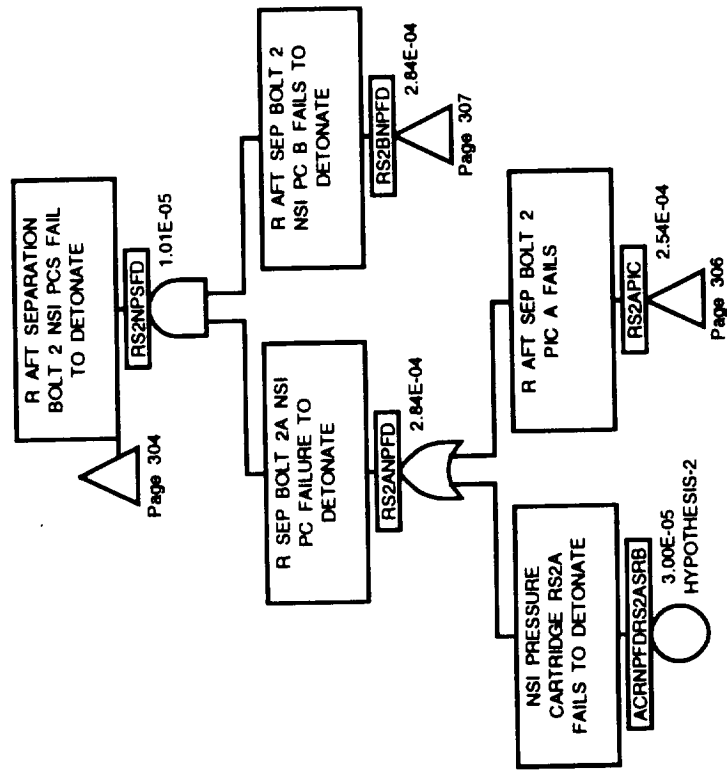 R AFT SEPARATION
BOLT 2 NSI PCS FAIL
TO DETONATE
RS2NPSFD
1.01E-05
Page 304
R SEP BOLT 2A NSI
PC FAILURE TO
DETONATE
RS2ANPFD
2.84E-04
R AFT SEP BOLT 2
NSI PC B FAILS TO
DETONATE
RS2BNPFD
2.84E-04
Page 307
NSI PRESSURE
CARTRIDGE RS2A
FAILS TO DETONATE
ACRNPFDRS2ASRB
3.00E-05
HYPOTHESIS-2
R AFT SEP BOLT 2
PIC A FAILS
RS2APIC
2.54E-04
Page 306